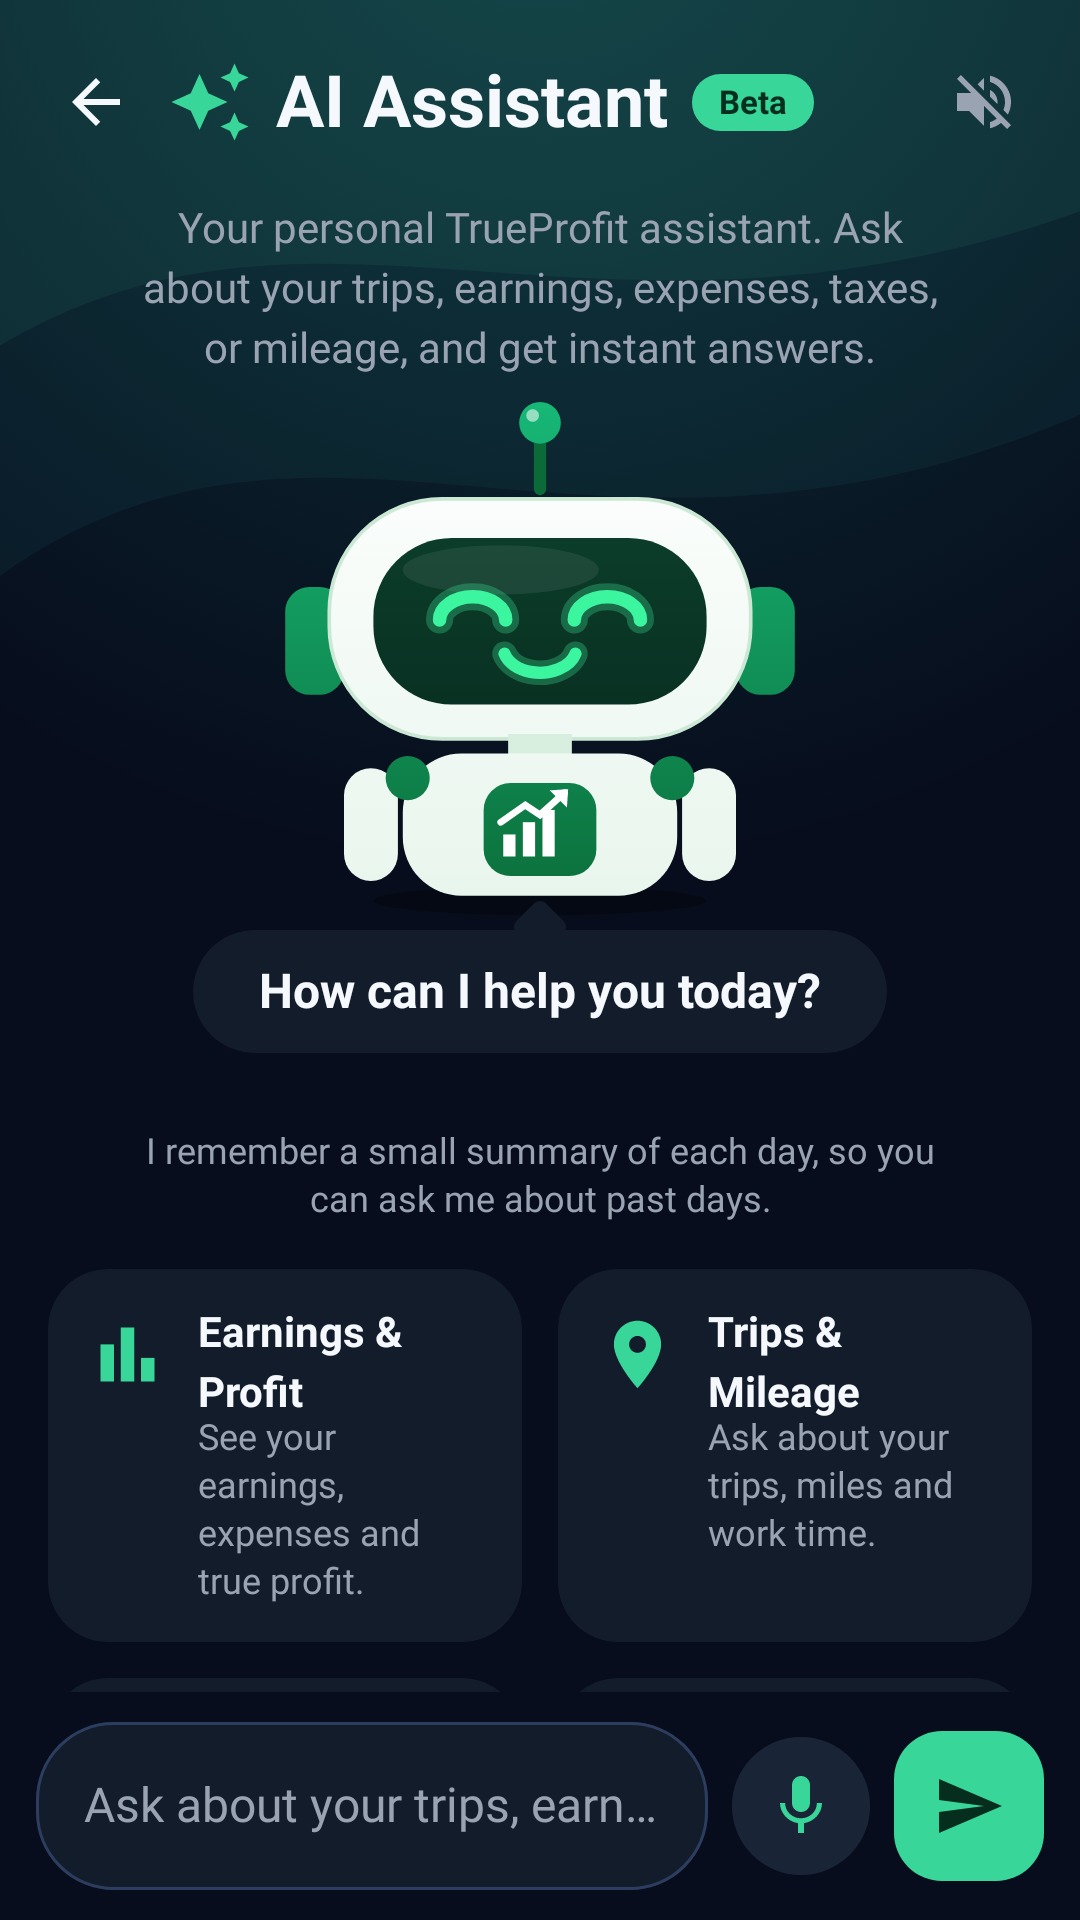 AI Assistant
Beta
Your personal TrueProfit assistant. Ask
about your trips, earnings, expenses, taxes,
or mileage, and get instant answers.
How can I help you today?
I remember a small summary of each day, so you
can ask me about past days.
Earnings &
Profit
See your
earnings,
expenses and
true profit.
Trips &
Mileage
Ask about your
trips, miles and
work time.
Ask about your trips, earn…